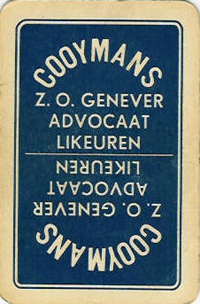 COOYMANS
Z. O. GENEVER
ADVOCAAT
LIKEUREN
LIKEUREN
ADVOCAAT
Z. O. GENEVER
COOYMANS